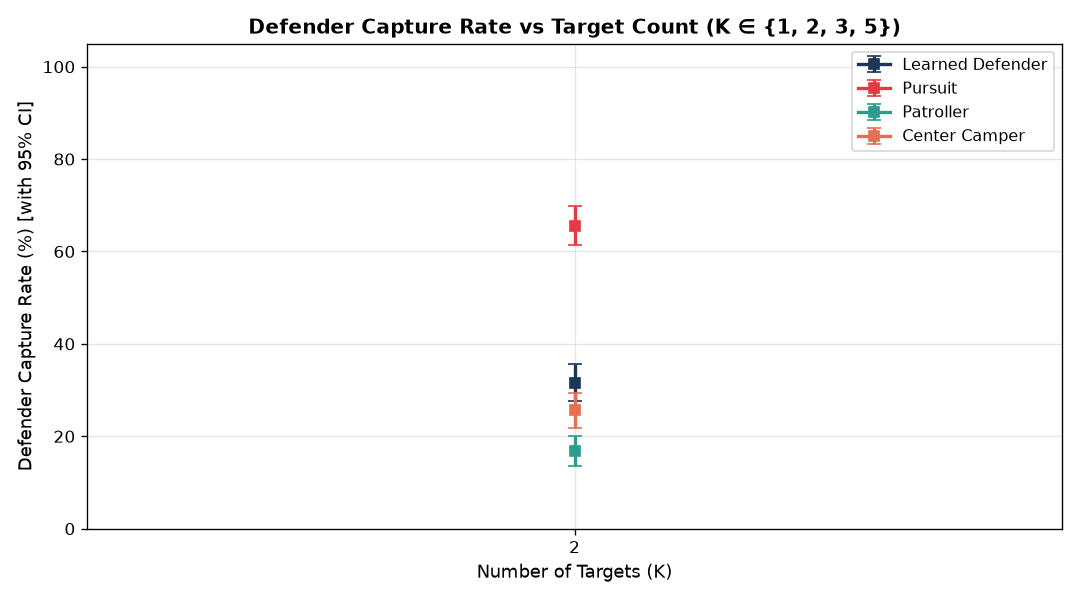 Defender Capture Rate vs Target Count (K ∈ {1, 2, 3, 5})
Defender Capture Rate (%) [with 95% CI]
100
80
60
40
20
0
Learned Defender
Pursuit
Patroller
Center Camper
2
Number of Targets (K)